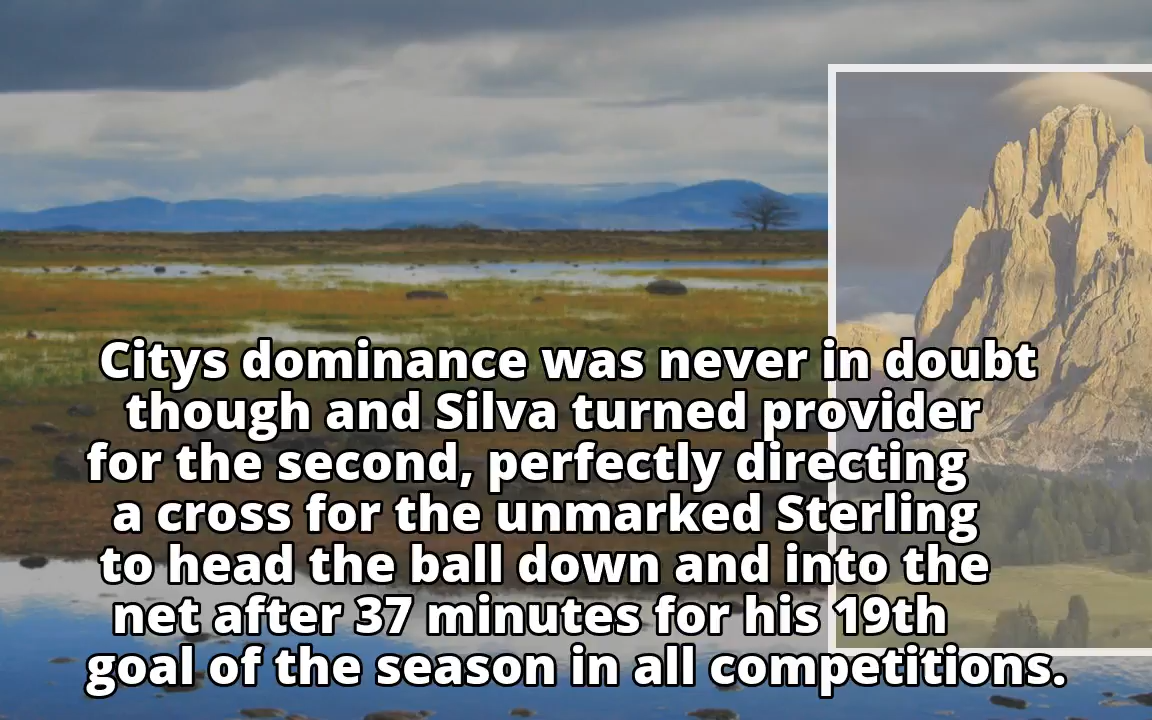 Citys dominance was never in doubt
though and Silva turned provider
for the second, perfectly directing
a cross for the unmarked Sterling
to head the ball down and into the
net after 37 minutes for his 19th
goal of the season in all competitions.